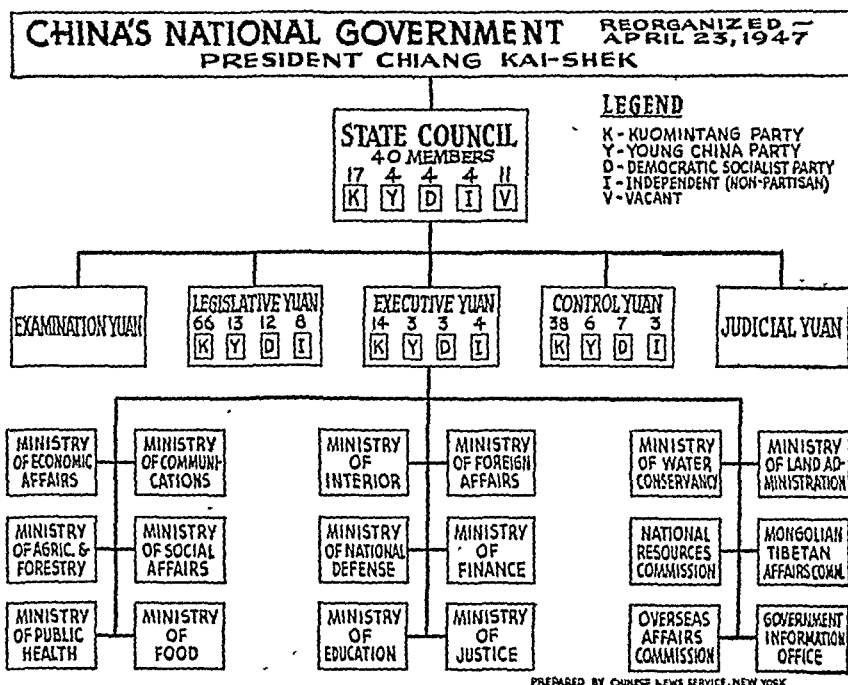 CHINA'S NATIONAL GOVERNMENT
REORGANIZED –
APRIL 23, 1947
PRESIDENT CHIANG KAI-SHEK
STATE COUNCIL
40 MEMBERS
17 4 4 4 11
K Y D I V
LEGEND
K - KUOMINTANG PARTY
Y - YOUNG CHINA PARTY
D - DEMOCRATIC SOCIALIST PARTY
I - INDEPENDENT (NON-PARTISAN)
V - VACANT
EXAMINATION YUAN
LEGISLATIVE YUAN
66 13 12 8
K Y D I
EXECUTIVE YUAN
14 3 3 4
K Y D I
CONTROL YUAN
38 6 7 3
K Y D I
JUDICIAL YUAN
MINISTRY
OF ECONOMIC
AFFAIRS
MINISTRY
OF COMMUNI-
CATIONS
MINISTRY
OF
INTERIOR
MINISTRY
OF FOREIGN
AFFAIRS
MINISTRY
OF WATER
CONSERVANCY
MINISTRY
OF LAND AD-
MINISTRATION
MINISTRY
OF AGRIC. &
FORESTRY
MINISTRY
OF SOCIAL
AFFAIRS
MINISTRY
OF NATIONAL
DEFENSE
MINISTRY
OF
FINANCE
NATIONAL
RESOURCES
COMMISSION
MONGOLIAN
TIBETAN
AFFAIRS COMM.
MINISTRY
OF PUBLIC
HEALTH
MINISTRY
OF
FOOD
MINISTRY
OF
EDUCATION
MINISTRY
OF
JUSTICE
OVERSEAS
AFFAIRS
COMMISSION
GOVERNMENT
INFORMATION
OFFICE
PREPARED BY CHINESE NEWS SERVICE, NEW YORK